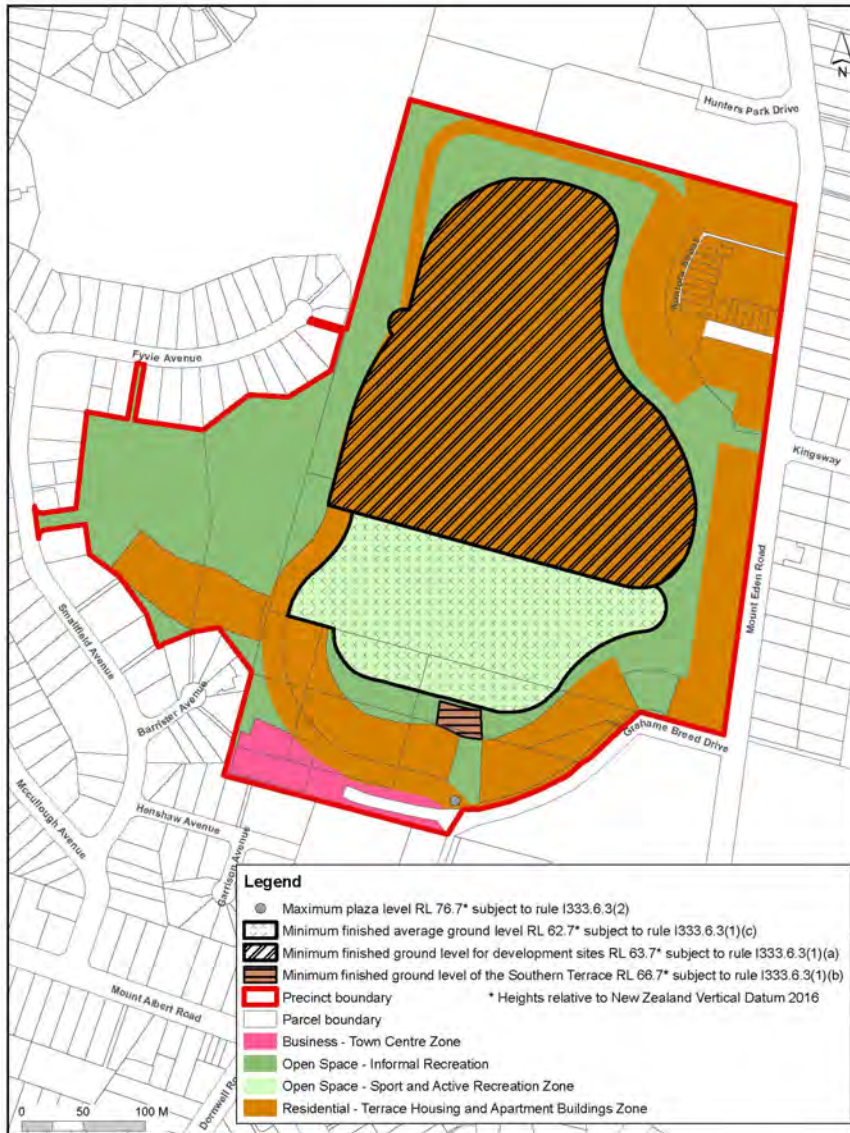 N
Hunters Park Drive
Fyvie Avenue
Kingsway
Mount Eden Road
Smallfield Avenue
Barrister Avenue
Grahame Breed Drive
Henshaw Avenue
Mccullough Avenue
Garrison Avenue
Mount Albert Road
Dornwell Ro
Legend
Maximum plaza level RL 76.7* subject to rule I333.6.3(2)
Minimum finished average ground level RL 62.7* subject to rule I333.6.3(1)(c)
Minimum finished ground level for development sites RL 63.7* subject to rule I333.6.3(1)(a)
Minimum finished ground level of the Southern Terrace RL 66.7* subject to rule I333.6.3(1)(b)
Precinct boundary * Heights relative to New Zealand Vertical Datum 2016
Parcel boundary
Business - Town Centre Zone
Open Space - Informal Recreation
Open Space - Sport and Active Recreation Zone
Residential - Terrace Housing and Apartment Buildings Zone
0 50 100 M